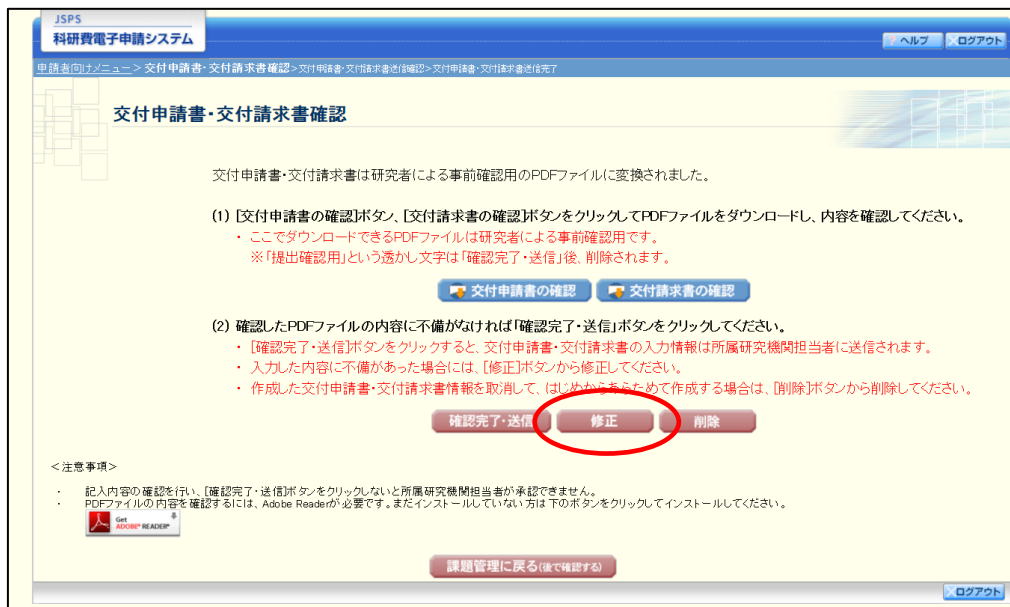 JSPS
科研費電子申請システム
ヘルプ ログアウト
申請者向けメニュー>交付申請書・交付請求書確認>交付申請書・交付請求書送信確認>交付申請書・交付請求書送信完了
交付申請書・交付請求書確認
交付申請書・交付請求書は研究者による事前確認用のPDFファイルに変換されました。
(1) [交付申請書の確認]ボタン、[交付請求書の確認]ボタンをクリックしてPDFファイルをダウンロードし、内容を確認してください。
・ ここでダウンロードできるPDFファイルは研究者による事前確認用です。
※「提出確認用」という透かし文字は「確認完了・送信」後、削除されます。
交付申請書の確認 交付請求書の確認
(2) 確認したPDFファイルの内容に不備がなければ「確認完了・送信」ボタンをクリックしてください。
・ [確認完了・送信]ボタンをクリックすると、交付申請書・交付請求書の入力情報は所属研究機関担当者に送信されます。
・ 入力した内容に不備があった場合には、[修正]ボタンから修正してください。
・ 作成した交付申請書・交付請求書情報を取消して、はじめからあらためて作成する場合は、[削除]ボタンから削除してください。
確認完了・送信 修正 削除
<注意事項>
・ 記入内容の確認を行い、[確認完了・送信]ボタンをクリックしないと所属研究機関担当者が承認できません。
・ PDFファイルの内容を確認するには、Adobe Readerが必要です。まだインストールしていない方は下のボタンをクリックしてインストールしてください。
Get
ADOBE® READER®
課題管理に戻る(後で確認する)
ログアウト